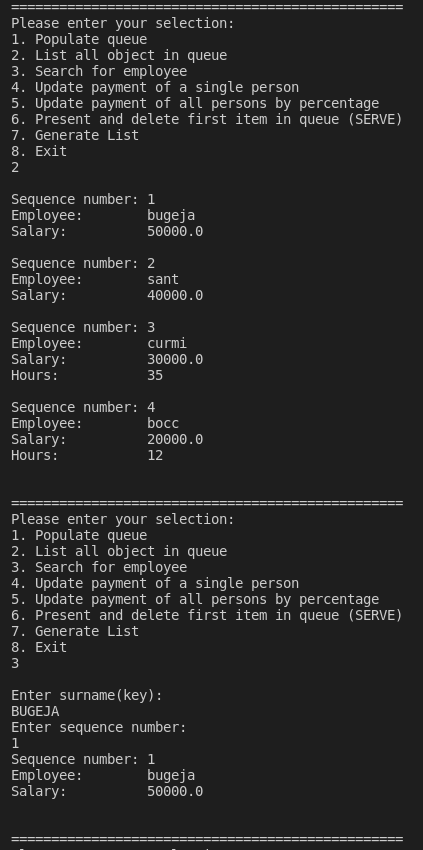 =================================================
Please enter your selection:
1. Populate queue
2. List all object in queue
3. Search for employee
4. Update payment of a single person
5. Update payment of all persons by percentage
6. Present and delete first item in queue (SERVE)
7. Generate List
8. Exit
2
Sequence number: 1
Employee:        bugeja
Salary:          50000.0
Sequence number: 2
Employee:        sant
Salary:          40000.0
Sequence number: 3
Employee:        curmi
Salary:          30000.0
Hours:           35
Sequence number: 4
Employee:        bocc
Salary:          20000.0
Hours:           12
=================================================
Please enter your selection:
1. Populate queue
2. List all object in queue
3. Search for employee
4. Update payment of a single person
5. Update payment of all persons by percentage
6. Present and delete first item in queue (SERVE)
7. Generate List
8. Exit
3
Enter surname(key):
BUGEJA
Enter sequence number:
1
Sequence number: 1
Employee:        bugeja
Salary:          50000.0
=================================================